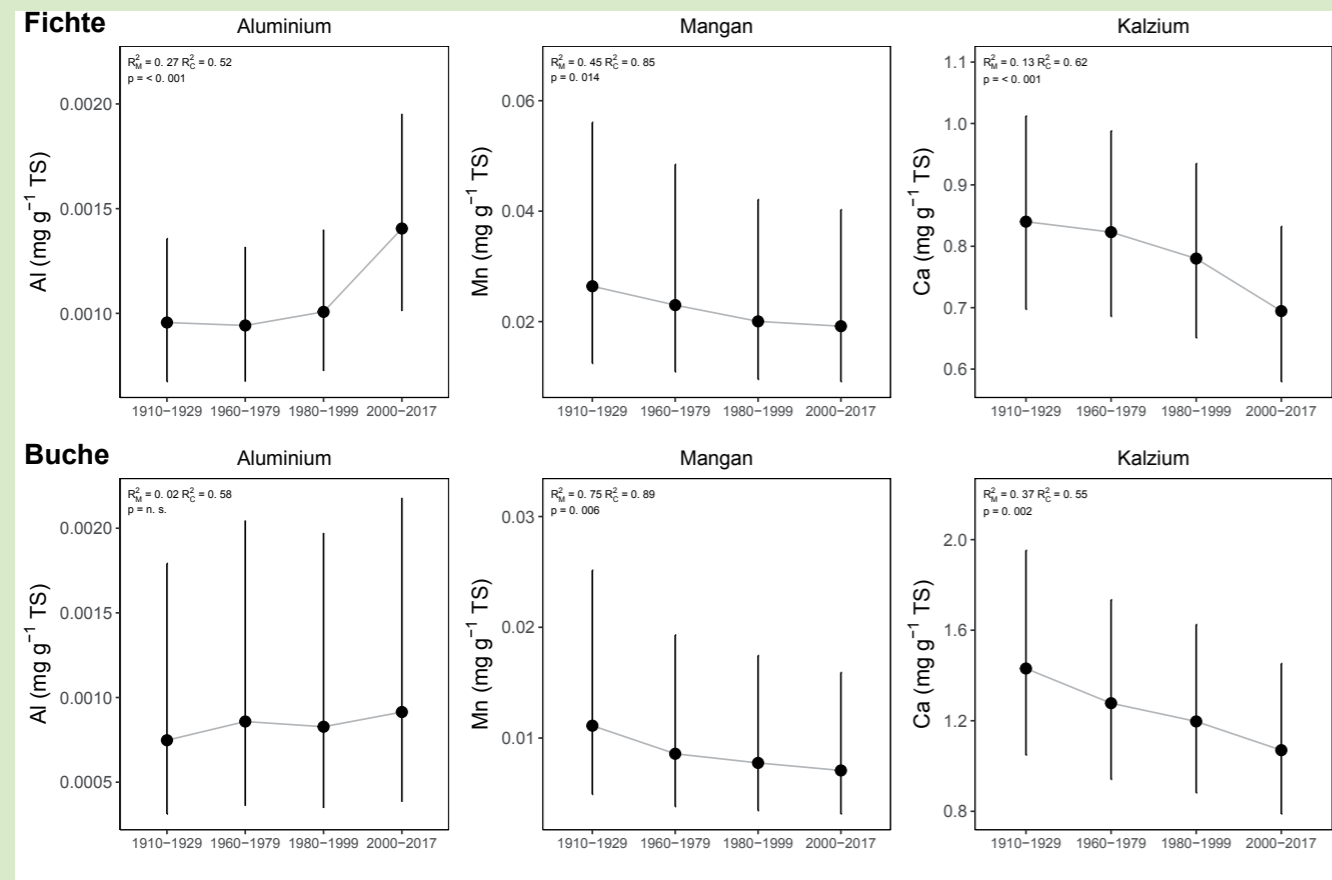 Fichte
Aluminium
Mangan
Kalzium
R²M = 0. 27 R²C = 0. 52
p = < 0. 001
R²M = 0. 45 R²C = 0. 85
p = 0. 014
R²M = 0. 13 R²C = 0. 62
p = < 0. 001
Al (mg g⁻¹ TS)
0.0020
0.0015
0.0010
Mn (mg g⁻¹ TS)
0.06
0.04
0.02
Ca (mg g⁻¹ TS)
1.1
1.0
0.9
0.8
0.7
0.6
1910−1929 1960−1979 1980−1999 2000−2017
1910−1929 1960−1979 1980−1999 2000−2017
1910−1929 1960−1979 1980−1999 2000−2017
Buche
Aluminium
Mangan
Kalzium
R²M = 0. 02 R²C = 0. 58
p = n. s.
R²M = 0. 75 R²C = 0. 89
p = 0. 006
R²M = 0. 37 R²C = 0. 55
p = 0. 002
Al (mg g⁻¹ TS)
0.0020
0.0015
0.0010
0.0005
Mn (mg g⁻¹ TS)
0.03
0.02
0.01
Ca (mg g⁻¹ TS)
2.0
1.6
1.2
0.8
1910−1929 1960−1979 1980−1999 2000−2017
1910−1929 1960−1979 1980−1999 2000−2017
1910−1929 1960−1979 1980−1999 2000−2017